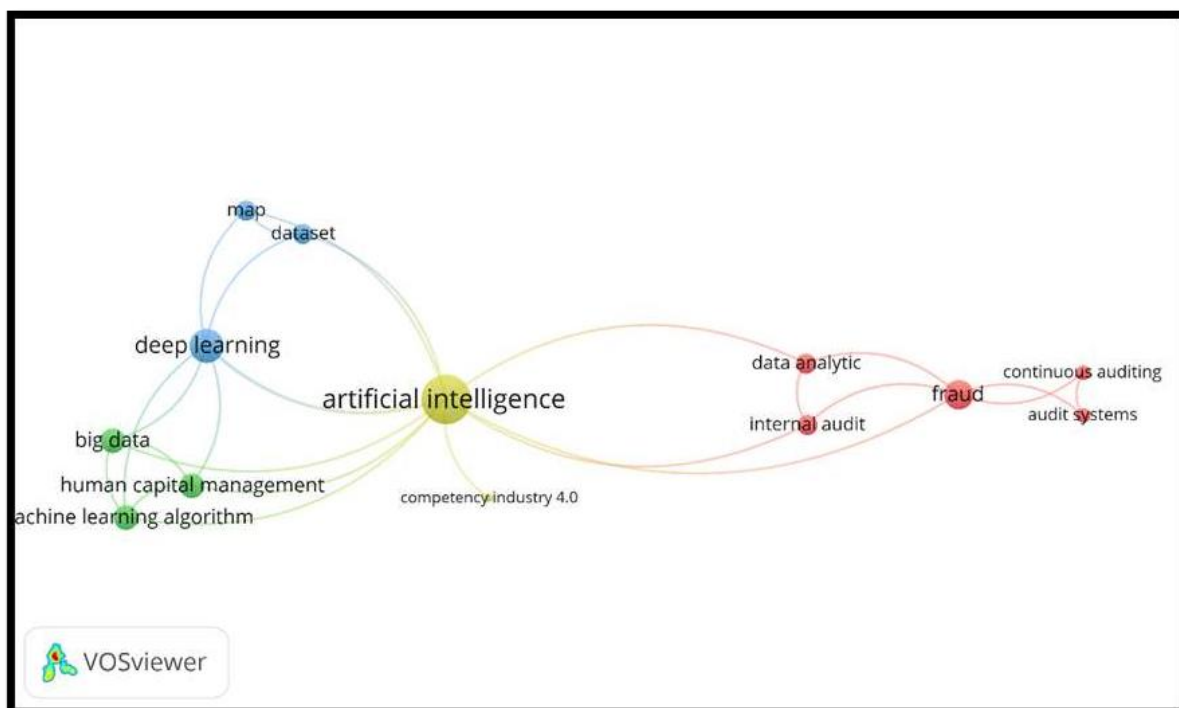 map
dataset
deep learning
artificial intelligence
data analytic
continuous auditing
fraud
audit systems
internal audit
big data
human capital management
competency industry 4.0
achine learning algorithm
VOSviewer